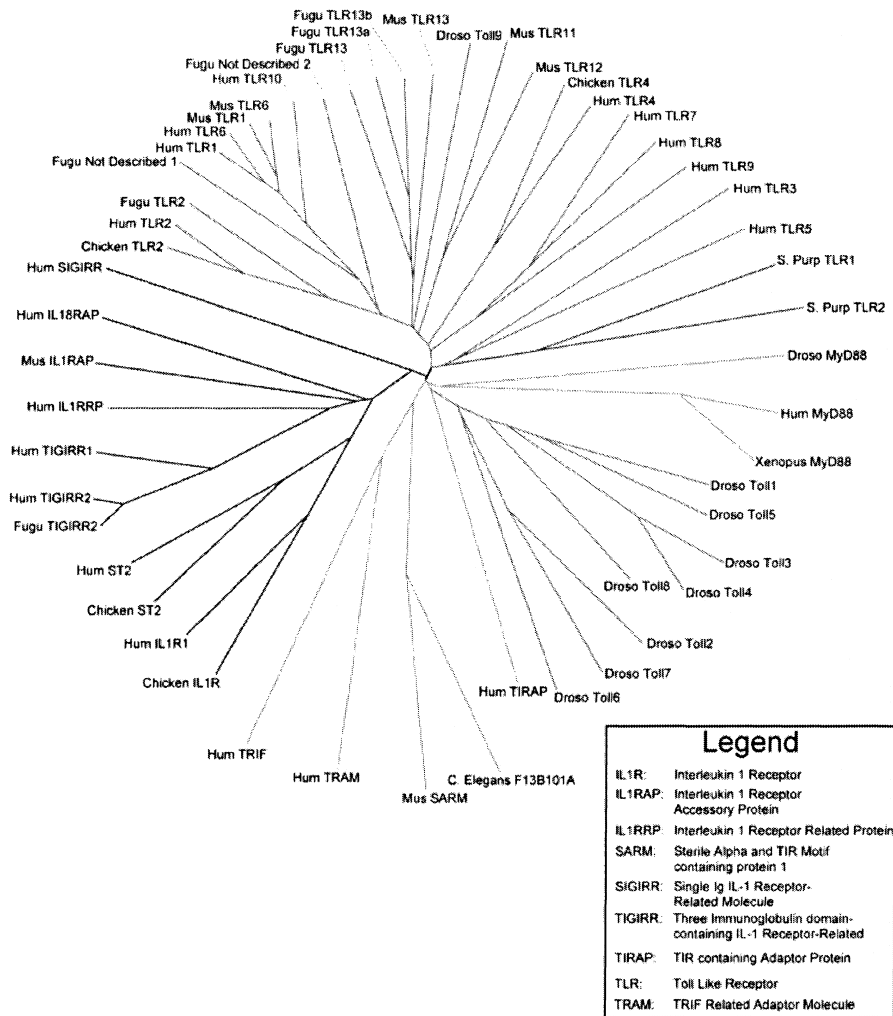 Fugu TLR13b
Mus TLR13
Fugu TLR13a
Droso Toll9
Fugu TLR13
Mus TLR11
Fugu Not Described 2
Mus TLR12
Hum TLR10
Chicken TLR4
Mus TLR6
Hum TLR4
Mus TLR1
Hum TLR7
Hum TLR6
Hum TLR8
Hum TLR1
Fugu Not Described 1
Hum TLR9
Hum TLR3
Fugu TLR2
Hum TLR2
Hum TLR5
Chicken TLR2
S. Purp TLR1
Hum SIGIRR
S. Purp TLR2
Hum IL18RAP
Droso MyD88
Mus IL1RAP
Hum IL1RRP
Hum MyD88
Hum TIGIRR1
Xenopus MyD88
Droso Toll1
Hum TIGIRR2
Droso Toll5
Fugu TIGIRR2
Hum ST2
Droso Toll3
Droso Toll8
Droso Toll4
Chicken ST2
Hum IL1R1
Droso Toll2
Droso Toll7
Chicken IL1R
Hum TIRAP
Droso Toll6
Hum TRIF
Hum TRAM
C. Elegans F13B101A
Mus SARM
Legend
IL1R: Interleukin 1 Receptor
IL1RAP: Interleukin 1 Receptor
Accessory Protein
IL1RRP: Interleukin 1 Receptor Related Protein
SARM: Sterile Alpha and TIR Motif
containing protein 1
SIGIRR: Single Ig IL-1 Receptor-
Related Molecule
TIGIRR: Three Immunoglobulin domain-
containing IL-1 Receptor-Related
TIRAP: TIR containing Adaptor Protein
TLR: Toll Like Receptor
TRAM: TRIF Related Adaptor Molecule